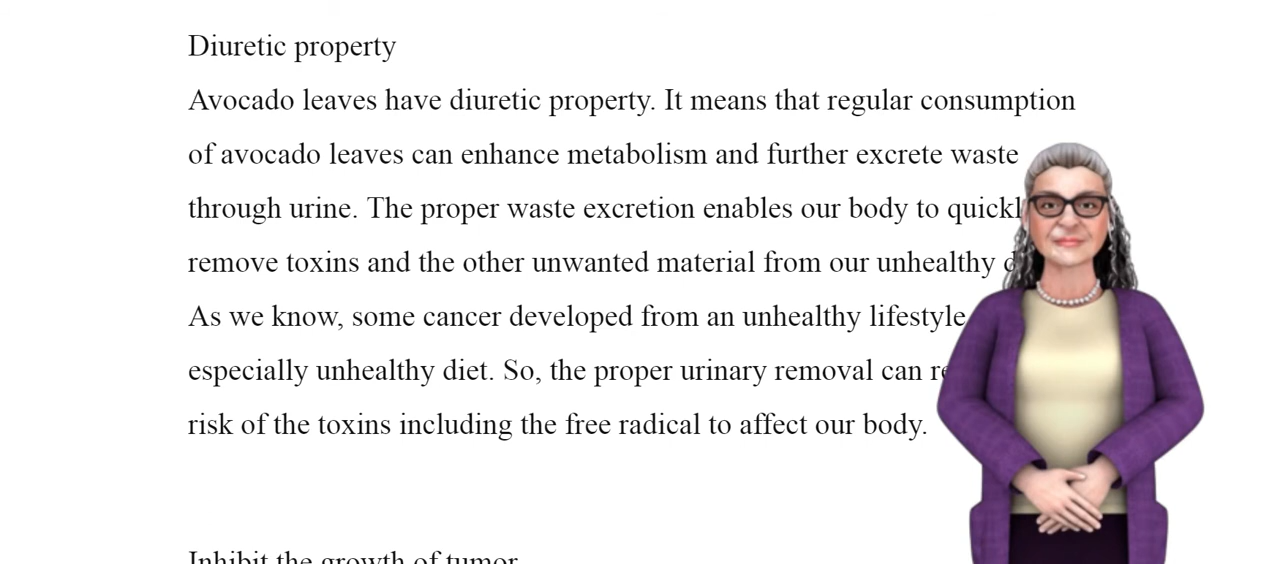 Diuretic property
Avocado leaves have diuretic property. It means that regular consumption
of avocado leaves can enhance metabolism and further excrete waste
through urine. The proper waste excretion enables our body to
remove toxins and the other unwanted material from our unhealthy
As we know, some cancer developed from an unhealthy lifestyle
especially unhealthy diet. So, the proper urinary removal can
risk of the toxins including the free radical to affect our body.
Inhibit the growth of tumor